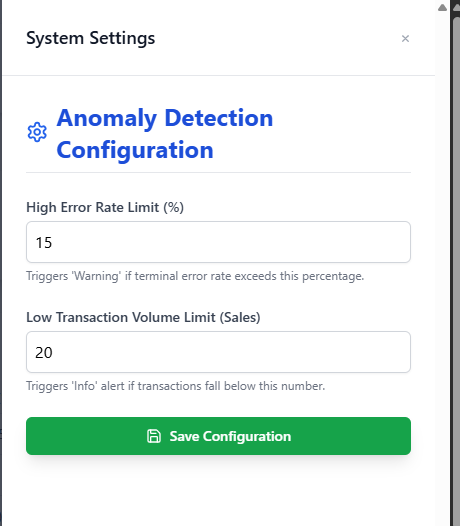 System Settings
×
Anomaly Detection
Configuration
High Error Rate Limit (%)
15
Triggers 'Warning' if terminal error rate exceeds this percentage.
Low Transaction Volume Limit (Sales)
20
Triggers 'Info' alert if transactions fall below this number.
Save Configuration